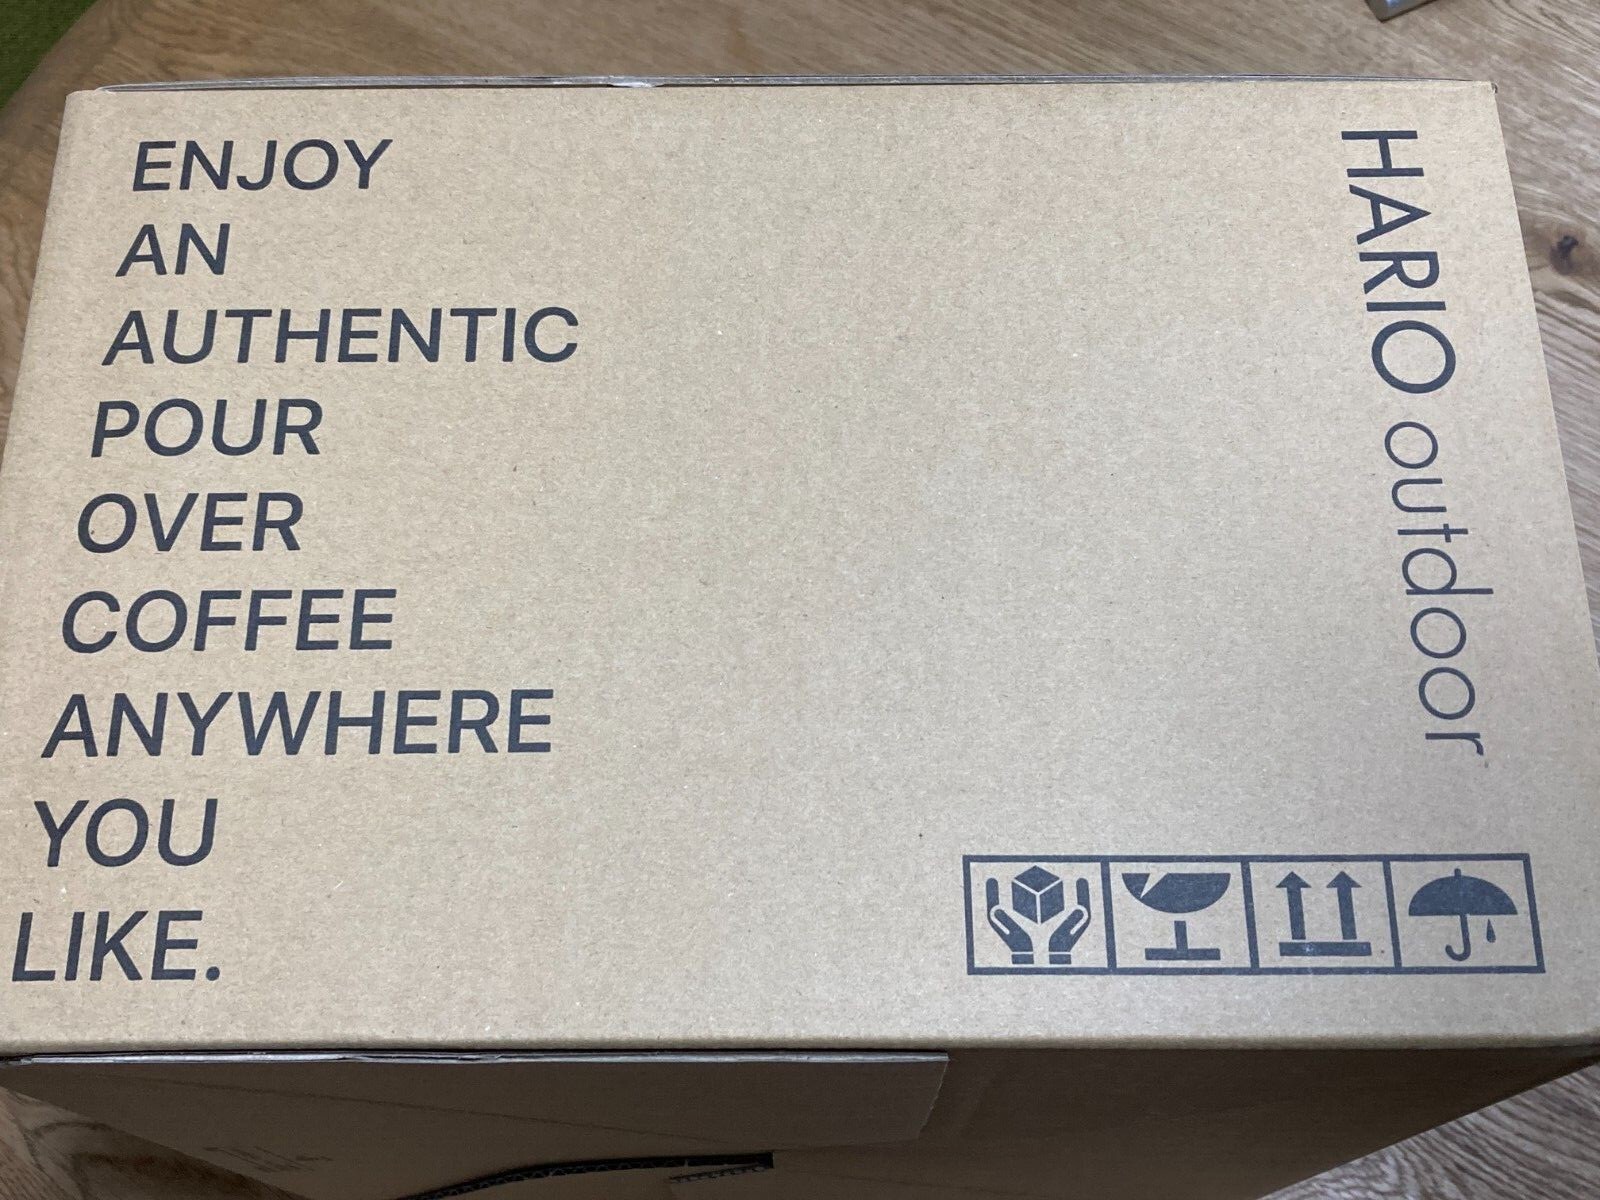 ENJOY
AN
AUTHENTIC
POUR
OVER
COFFEE
ANYWHERE
YOU
LIKE.
HARIO outdoor